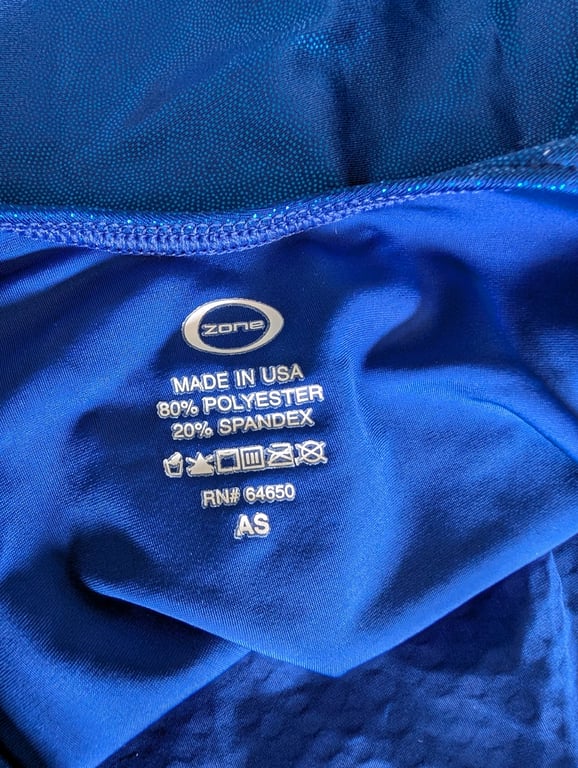 ZONE
MADE IN USA
80% POLYESTER
20% SPANDEX
RN# 64650
AS